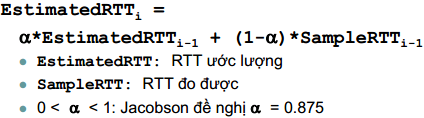 EstimatedRTTi =
α*EstimatedRTTi-1 + (1-α)*SampleRTTi-1
• EstimatedRTT: RTT ước lượng
• SampleRTT: RTT đo được
• 0 < α < 1: Jacobson đề nghị α = 0.875